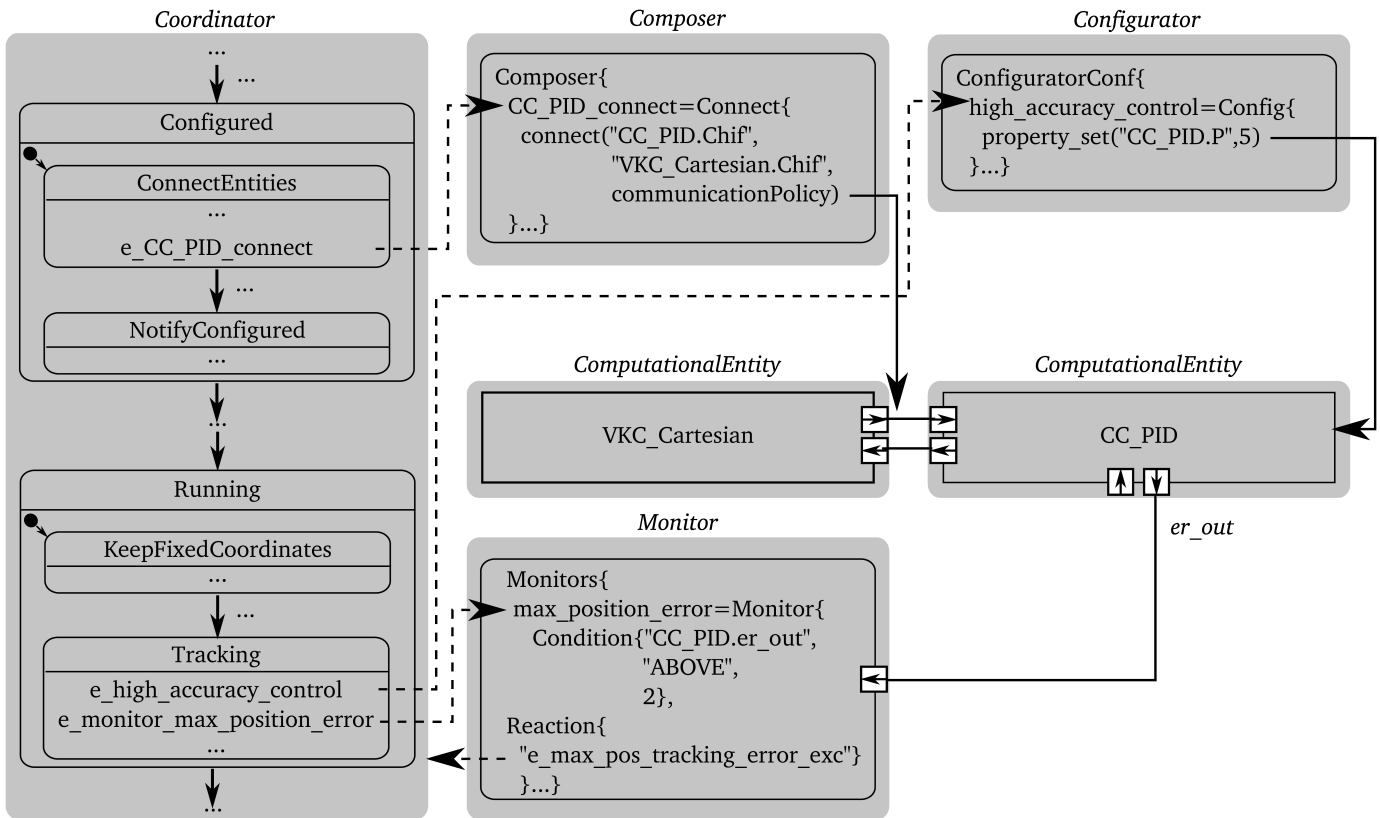 Coordinator
...
...
Configured
ConnectEntities
...
e_CC_PID_connect
...
NotifyConfigured
...
...
Running
KeepFixedCoordinates
...
...
Tracking
e_high_accuracy_control
e_monitor_max_position_error
...
...
Composer
Composer{
CC_PID_connect=Connect{
connect("CC_PID.Chif",
"VKC_Cartesian.Chif",
communicationPolicy)
}...}
Configurator
ConfiguratorConf{
high_accuracy_control=Config{
property_set("CC_PID.P",5)
}...}
ComputationalEntity
VKC_Cartesian
ComputationalEntity
CC_PID
er_out
Monitor
Monitors{
max_position_error=Monitor{
Condition{"CC_PID.er_out",
"ABOVE",
2},
Reaction{
"e_max_pos_tracking_error_exc"}
}...}